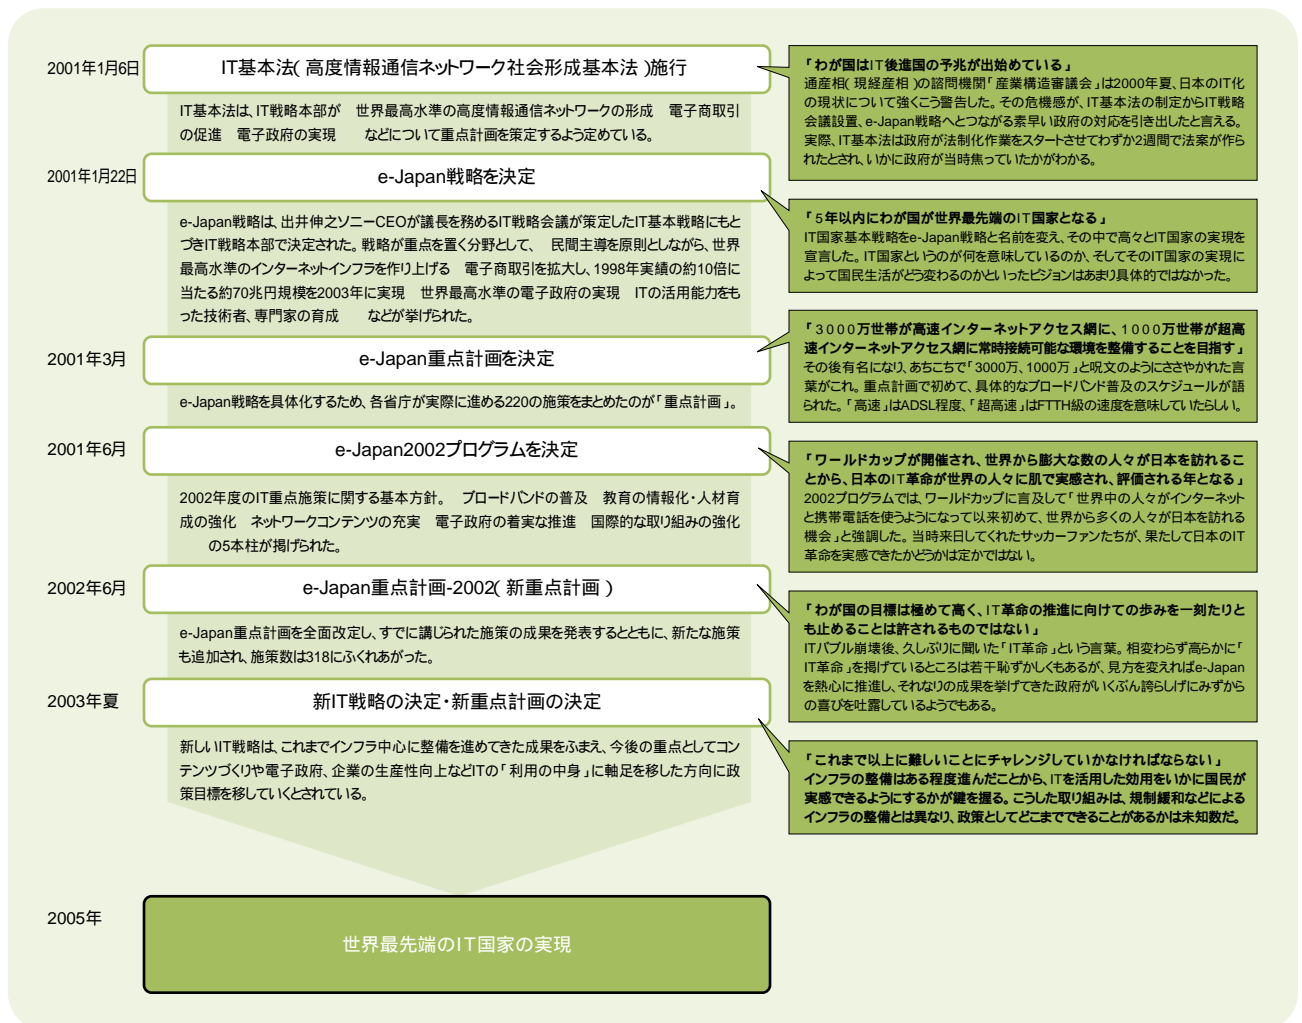 2001年1月6日
IT基本法(高度情報通信ネットワーク社会形成基本法)施行
IT基本法は、IT戦略本部が　世界最高水準の高度情報通信ネットワークの形成　電子商取引
の促進　電子政府の実現　　などについて重点計画を策定するよう定めている。
「わが国はIT後進国の予兆が出始めている」
通産相(現経産相)の諮問機関「産業構造審議会」は2000年夏、日本のIT化
の現状について強くこう警告した。その危機感が、IT基本法の制定からIT戦略
会議設置、e-Japan戦略へとつながる素早い政府の対応を引き出したと言える。
実際、IT基本法は政府が法制化作業をスタートさせてわずか2週間で法案が作ら
れたとされ、いかに政府が当時焦っていたかがわかる。
2001年1月22日
e-Japan戦略を決定
e-Japan戦略は、出井伸之ソニーCEOが議長を務めるIT戦略会議が策定したIT基本戦略にもと
づきIT戦略本部で決定された。戦略が重点を置く分野として、　民間主導を原則としながら、世界
最高水準のインターネットインフラを作り上げる　電子商取引を拡大し、1998年実績の約10倍に
当たる約70兆円規模を2003年に実現　世界最高水準の電子政府の実現　ITの活用能力をも
った技術者、専門家の育成　　などが挙げられた。
「5年以内にわが国が世界最先端のIT国家となる」
IT国家基本戦略をe-Japan戦略と名前を変え、その中で高々とIT国家の実現を
宣言した。IT国家というのが何を意味しているのか、そしてそのIT国家の実現に
よって国民生活がどう変わるのかといったビジョンはあまり具体的ではなかった。
2001年3月
e-Japan重点計画を決定
e-Japan戦略を具体化するため、各省庁が実際に進める220の施策をまとめたのが「重点計画」。
「3000万世帯が高速インターネットアクセス網に、1000万世帯が超高
速インターネットアクセス網に常時接続可能な環境を整備することを目指す」
その後有名になり、あちこちで「3000万、1000万」と呪文のようにささやかれた言
葉がこれ。重点計画で初めて、具体的なブロードバンド普及のスケジュールが語
られた。「高速」はADSL程度、「超高速」はFTTH級の速度を意味していたらしい。
2001年6月
e-Japan2002プログラムを決定
2002年度のIT重点施策に関する基本方針。　ブロードバンドの普及　教育の情報化・人材育
成の強化　ネットワークコンテンツの充実　電子政府の着実な推進　国際的な取り組みの強化
の5本柱が掲げられた。
「ワールドカップが開催され、世界から膨大な数の人々が日本を訪れるこ
とから、日本のIT革命が世界の人々に肌で実感され、評価される年となる」
2002プログラムでは、ワールドカップに言及して「世界中の人々がインターネット
と携帯電話を使うようになって以来初めて、世界から多くの人々が日本を訪れる
機会」と強調した。当時来日してくれたサッカーファンたちが、果たして日本のIT
革命を実感できたかどうかは定かではない。
2002年6月
e-Japan重点計画-2002(新重点計画)
e-Japan重点計画を全面改定し、すでに講じられた施策の成果を発表するとともに、新たな施策
も追加され、施策数は318にふくれあがった。
「わが国の目標は極めて高く、IT革命の推進に向けての歩みを一刻たりと
も止めることは許されるものではない」
ITバブル崩壊後、久しぶりに聞いた「IT革命」という言葉。相変わらず高らかに「
IT革命」を掲げているところは若干恥ずかしくもあるが、見方を変えればe-Japan
を熱心に推進し、それなりの成果を挙げてきた政府がいくぶん誇らしげにみずから
の喜びを吐露しているようでもある。
2003年夏
新IT戦略の決定・新重点計画の決定
新しいIT戦略は、これまでインフラ中心に整備を進めてきた成果をふまえ、今後の重点としてコン
テンツづくりや電子政府、企業の生産性向上などITの「利用の中身」に軸足を移した方向に政
策目標を移していくとされている。
「これまで以上に難しいことにチャレンジしていかなければならない」
インフラの整備はある程度進んだことから、ITを活用した効用をいかに国民が
実感できるようにするかが鍵を握る。こうした取り組みは、規制緩和などによる
インフラの整備とは異なり、政策としてどこまでできることがあるかは未知数だ。
2005年
世界最先端のIT国家の実現